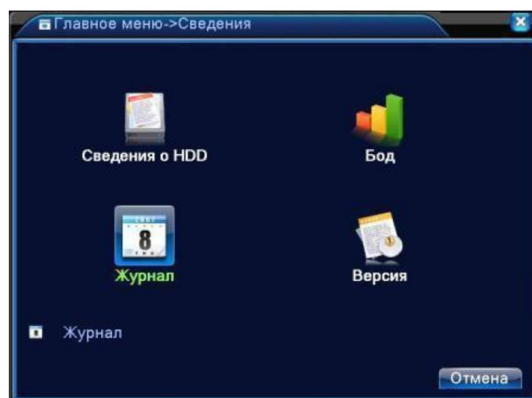 Главное меню->Сведения
Сведения о HDD
Бод
8
Журнал
Версия
Журнал
Отмена